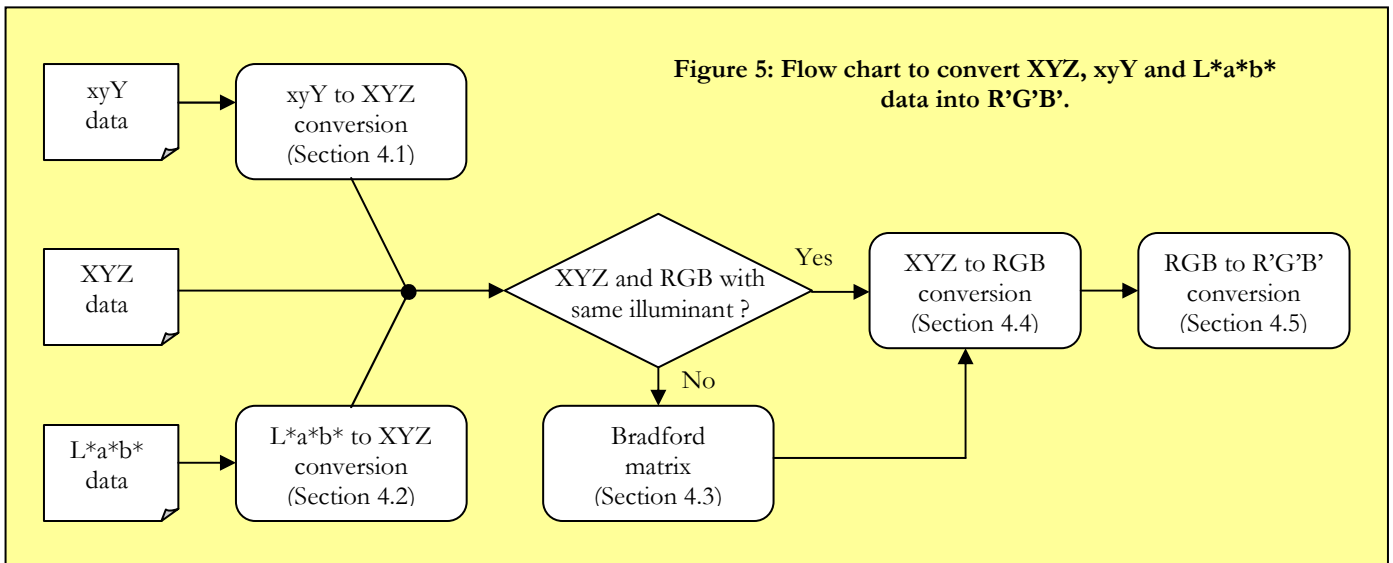 Figure 5: Flow chart to convert XYZ, xyY and L*a*b*
data into R’G’B’.
xyY
data
xyY to XYZ
conversion
(Section 4.1)
XYZ
data
XYZ and RGB with
same illuminant ?
Yes
XYZ to RGB
conversion
(Section 4.4)
RGB to R'G'B'
conversion
(Section 4.5)
No
L*a*b*
data
L*a*b* to XYZ
conversion
(Section 4.2)
Bradford
matrix
(Section 4.3)